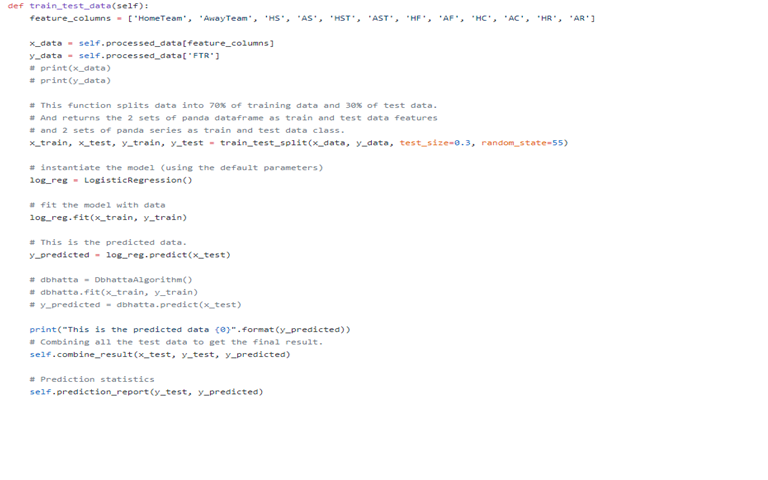 def train_test_data(self):
feature_columns = ['HomeTeam', 'AwayTeam', 'HS', 'AS', 'HST', 'AST', 'HF', 'AF', 'HC', 'AC', 'HR', 'AR']
x_data = self.processed_data[feature_columns]
y_data = self.processed_data['FTR']
# print(x_data)
# print(y_data)
# This function splits data into 70% of training data and 30% of test data.
# And returns the 2 sets of panda dataframe as train and test data features
# and 2 sets of panda series as train and test data class.
x_train, x_test, y_train, y_test = train_test_split(x_data, y_data, test_size=0.3, random_state=55)
# instantiate the model (using the default parameters)
log_reg = LogisticRegression()
# fit the model with data
log_reg.fit(x_train, y_train)
# This is the predicted data.
y_predicted = log_reg.predict(x_test)
# dbhatta = DbhattaAlgorithm()
# dbhatta.fit(x_train, y_train)
# y_predicted = dbhatta.predict(x_test)
print("This is the predicted data {0}".format(y_predicted))
# Combining all the test data to get the final result.
self.combine_result(x_test, y_test, y_predicted)
# Prediction statistics
self.prediction_report(y_test, y_predicted)